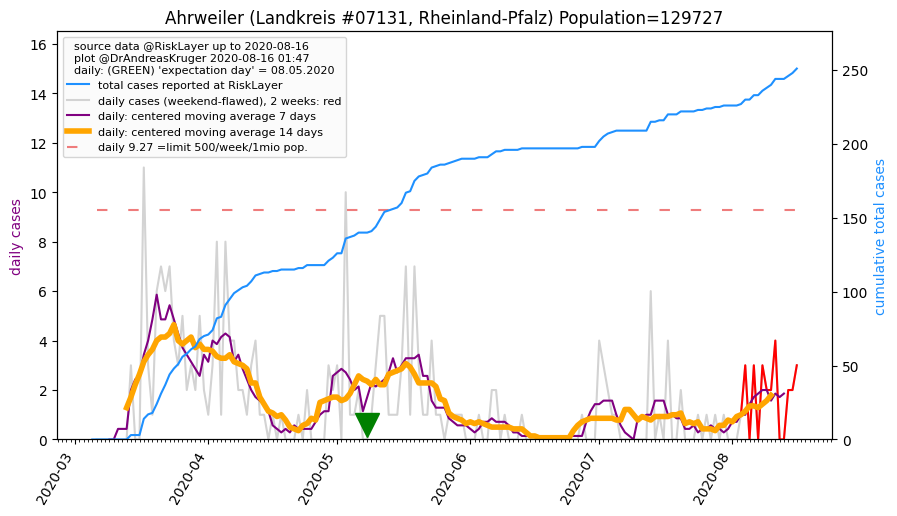 Ahrweiler (Landkreis #07131, Rheinland-Pfalz) Population=129727
source data @RiskLayer up to 2020-08-16
plot @DrAndreasKruger 2020-08-16 01:47
daily: (GREEN) 'expectation day' = 08.05.2020
total cases reported at RiskLayer
daily cases (weekend-flawed), 2 weeks: red
daily: centered moving average 7 days
daily: centered moving average 14 days
daily 9.27 =limit 500/week/1mio pop.
daily cases
16
14
12
10
8
6
4
2
0
250
200
150
100
50
0
cumulative total cases
2020-03
2020-04
2020-05
2020-06
2020-07
2020-08